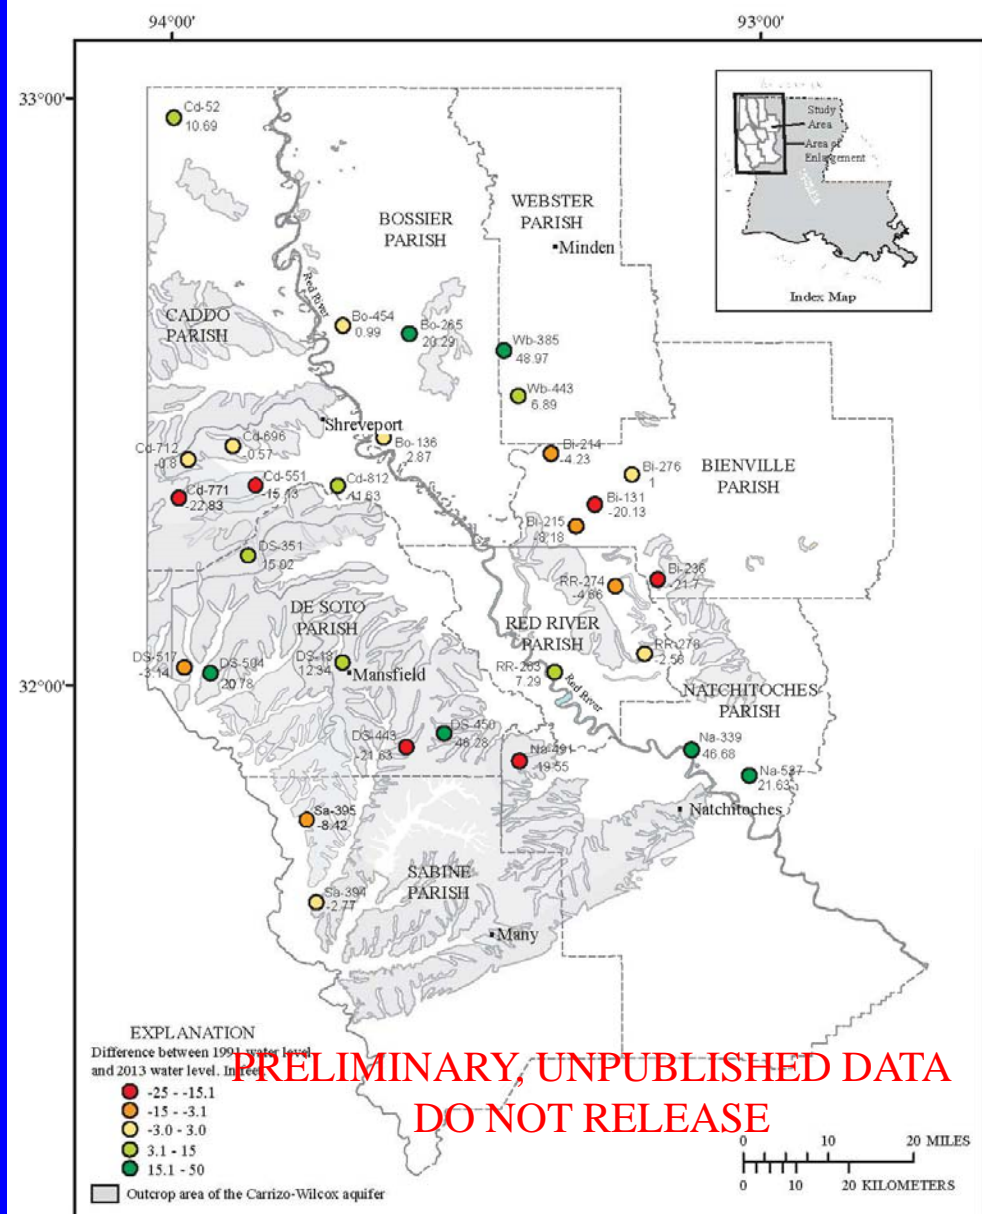 94°00'
93°00'
33°00'
32°00'
Cd-52
10.69
Study
Area
Area of
Enlargement
Index Map
WEBSTER
PARISH
BOSSIER
PARISH
Minden
Red River
CADDO
PARISH
Bo-454
0.99
Bo-265
20.29
Wb-385
48.97
Wb-443
6.89
Shreveport
Cd-696
-0.57
Bo-136
2.87
Cd-712
-0.8
Bi-214
-4.23
Bi-276
1
BIENVILLE
PARISH
Cd-551
Cd-771
-22.83
Cd-812
Bi-131
-20.13
Bi-215
-8.18
DS-351
15.02
Bi-236
-21.7
RR-274
-4.66
DE SOTO
PARISH
RED RIVER
PARISH
RR-276
-2.58
DS-517
-3.14
DS-504
20.78
12.34
Mansfield
7.29
Red River
NATCHITOCHES
PARISH
DS-450
46.28
DS-443
-21.63
Na-491
-19.55
Na-339
46.68
Na-537
21.63
Natchitoches
Sa-395
-8.42
SABINE
PARISH
Sa-394
-2.77
Many
EXPLANATION
Difference between 1991 water level
and 2013 water level. In feet
-25 - -15.1
-15 - -3.1
-3.0 - 3.0
3.1 - 15
15.1 - 50
Outcrop area of the Carrizo-Wilcox aquifer
PRELIMINARY, UNPUBLISHED DATA
DO NOT RELEASE
0 10 20 MILES
0 10 20 KILOMETERS